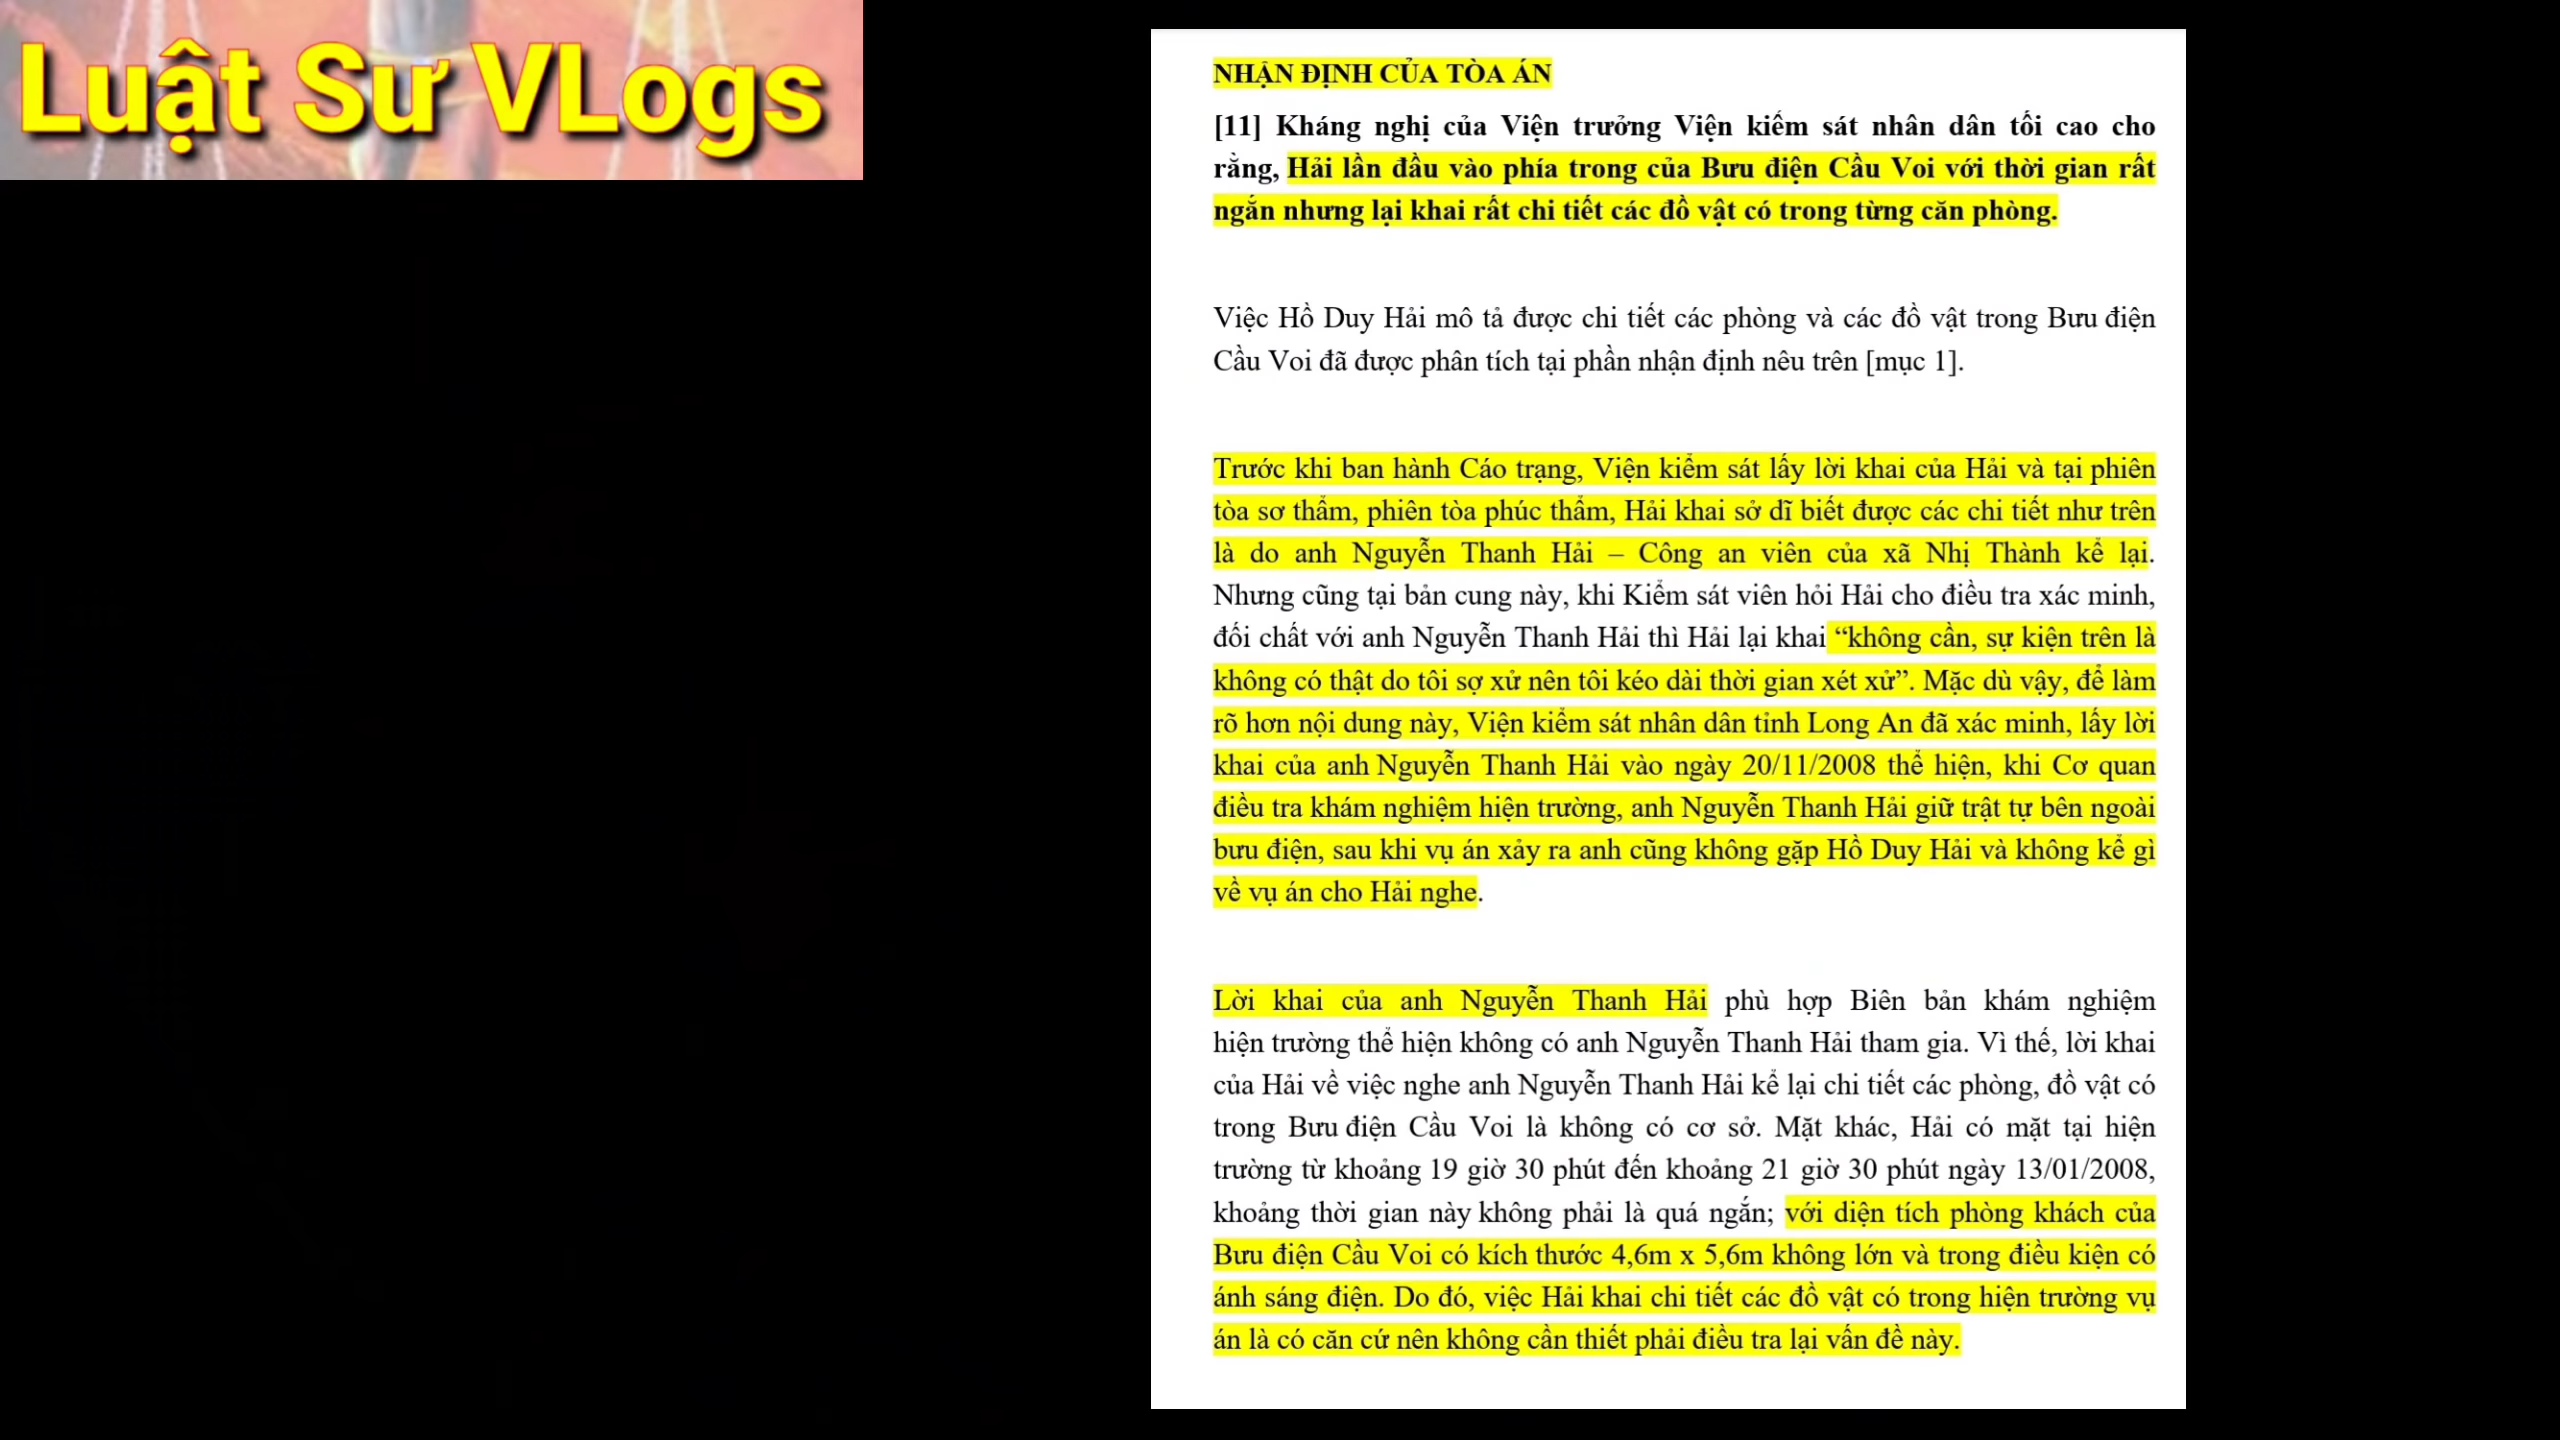 Luật Sư VLogs
NHẬN ĐỊNH CỦA TÒA ÁN
[11] Kháng nghị của Viện trưởng Viện kiểm sát nhân dân tối cao cho
rằng, Hải lần đầu vào phía trong của Bưu điện Cầu Voi với thời gian rất
ngắn nhưng lại khai rất chi tiết các đồ vật có trong từng căn phòng.
Việc Hồ Duy Hải mô tả được chi tiết các phòng và các đồ vật trong Bưu điện
Cầu Voi đã được phân tích tại phần nhận định nêu trên [mục 1].
Trước khi ban hành Cáo trạng, Viện kiểm sát lấy lời khai của Hải và tại phiên
tòa sơ thẩm, phiên tòa phúc thẩm, Hải khai sở dĩ biết được các chi tiết như trên
là do anh Nguyễn Thanh Hải – Công an viên của xã Nhị Thành kể lại.
Nhưng cũng tại bản cung này, khi Kiểm sát viên hỏi Hải cho điều tra xác minh,
đối chất với anh Nguyễn Thanh Hải thì Hải lại khai “không cần, sự kiện trên là
không có thật do tôi sợ xử nên tôi kéo dài thời gian xét xử”. Mặc dù vậy, để làm
rõ hơn nội dung này, Viện kiểm sát nhân dân tỉnh Long An đã xác minh, lấy lời
khai của anh Nguyễn Thanh Hải vào ngày 20/11/2008 thể hiện, khi Cơ quan
điều tra khám nghiệm hiện trường, anh Nguyễn Thanh Hải giữ trật tự bên ngoài
bưu điện, sau khi vụ án xảy ra anh cũng không gặp Hồ Duy Hải và không kể gì
về vụ án cho Hải nghe.
Lời khai của anh Nguyễn Thanh Hải phù hợp Biên bản khám nghiệm
hiện trường thể hiện không có anh Nguyễn Thanh Hải tham gia. Vì thế, lời khai
của Hải về việc nghe anh Nguyễn Thanh Hải kể lại chi tiết các phòng, đồ vật có
trong Bưu điện Cầu Voi là không có cơ sở. Mặt khác, Hải có mặt tại hiện
trường từ khoảng 19 giờ 30 phút đến khoảng 21 giờ 30 phút ngày 13/01/2008,
khoảng thời gian này không phải là quá ngắn; với diện tích phòng khách của
Bưu điện Cầu Voi có kích thước 4,6m x 5,6m không lớn và trong điều kiện có
ánh sáng điện. Do đó, việc Hải khai chi tiết các đồ vật có trong hiện trường vụ
án là có căn cứ nên không cần thiết phải điều tra lại vấn đề này.